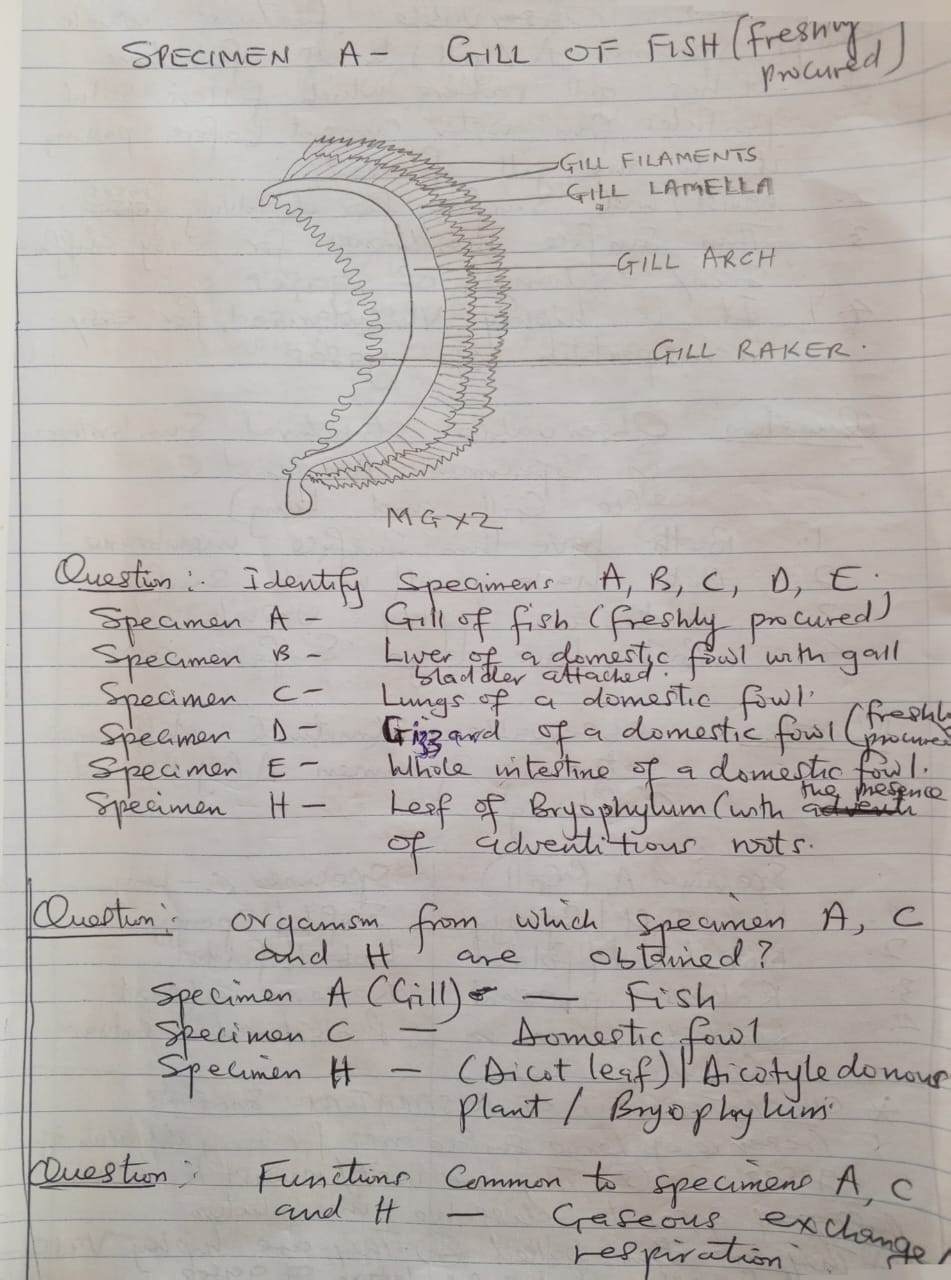 SPECIMEN A - GILL OF FISH (freshly
procured)
GILL FILAMENTS
GILL LAMELLA
GILL ARCH
GILL RAKER.
MGX2
Question:. Identify Specimens A, B, C, D, E.
Specimen A - Gill of fish (freshly procured)
Specimen B - Liver of a domestic fowl with gall
bladder attached.
Specimen C - Lungs of a domestic fowl.
Specimen D - Gizzard of a domestic fowl (freshly
procured
Specimen E - Whole intestine of a domestic fowl.
Specimen H - Leaf of Bryophylum (with the presence
of adventitious roots.
Question: organism from which specimen A, C
and H are obtained?
Specimen A (Gill) - Fish
Specimen C - Domestic fowl
Specimen H - (Dicot leaf) | Dicotyledonous
plant / Bryophylum.
Question: Functions Common to specimens A, C
and H - Gaseous exchange/
respiration